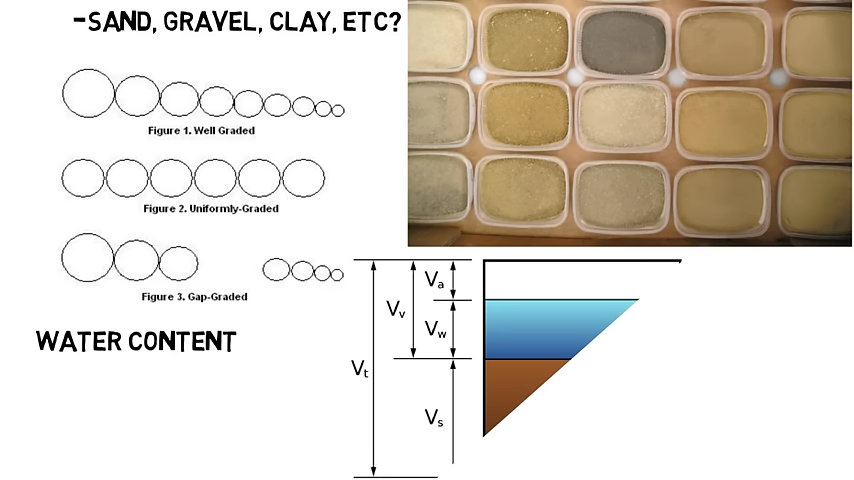 -SAND, GRAVEL, CLAY, ETC?
Figure 1. Well Graded
Figure 2. Uniformly-Graded
Figure 3. Gap-Graded
WATER CONTENT
Va
Vv
Vw
Vt
Vs